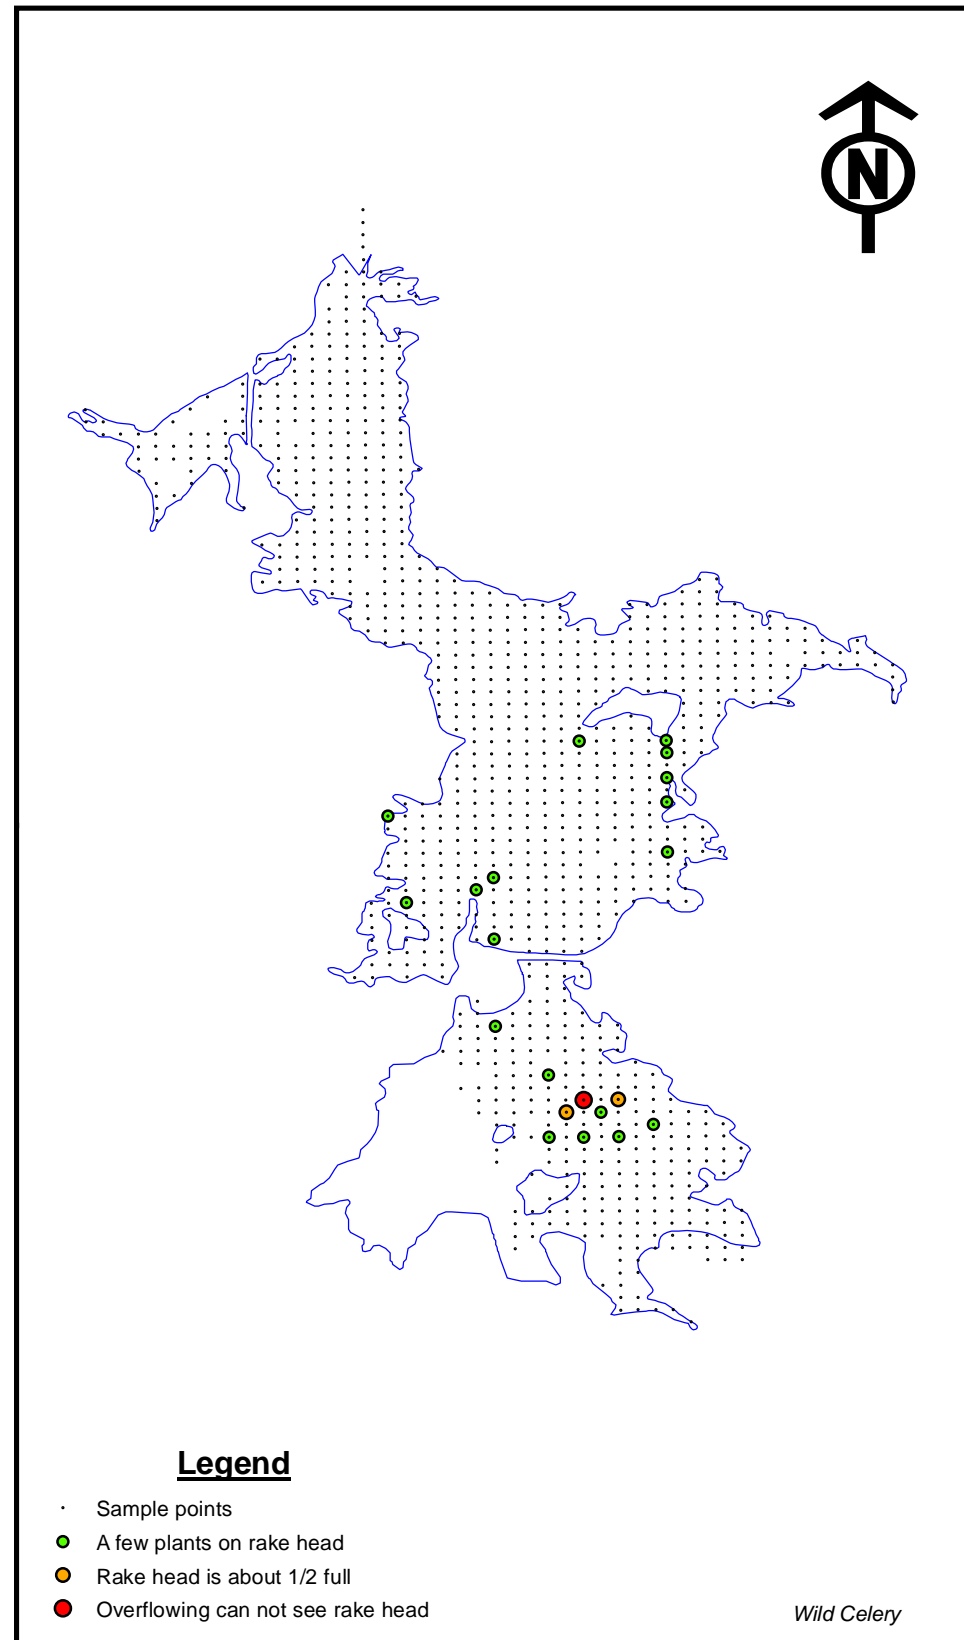 N
Legend
Sample points
A few plants on rake head
Rake head is about 1/2 full
Overflowing can not see rake head
Wild Celery